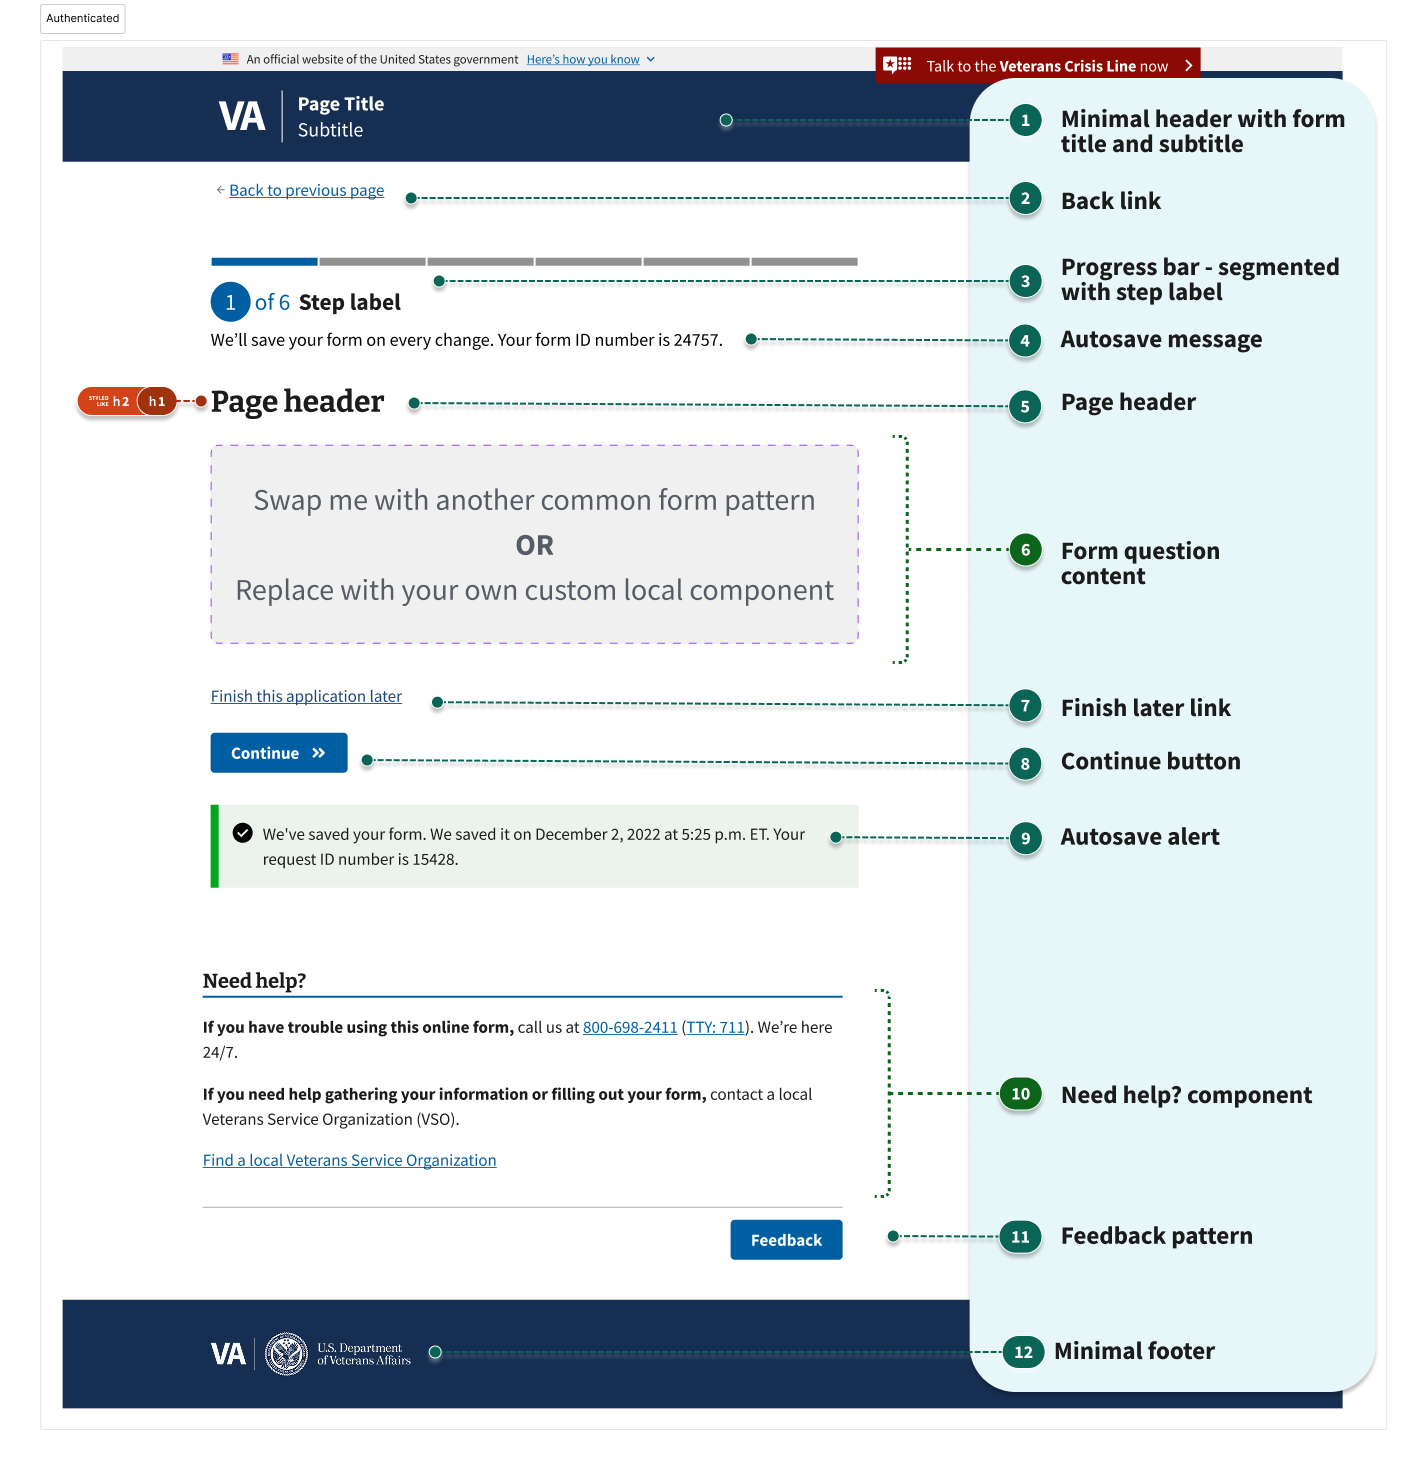 Authenticated
An official website of the United States government Here's how you know
Talk to the Veterans Crisis Line now
VA
Page Title
Subtitle
1 Minimal header with form
title and subtitle
Back to previous page
2 Back link
3 Progress bar - segmented
with step label
1 of 6 Step label
We’ll save your form on every change. Your form ID number is 24757.
4 Autosave message
STYLED
LIKE h2 h1
Page header
5 Page header
Swap me with another common form pattern
OR
Replace with your own custom local component
6 Form question
content
Finish this application later
7 Finish later link
Continue
8 Continue button
We've saved your form. We saved it on December 2, 2022 at 5:25 p.m. ET. Your
request ID number is 15428.
9 Autosave alert
Need help?
If you have trouble using this online form, call us at 800-698-2411 (TTY: 711). We’re here
24/7.
If you need help gathering your information or filling out your form, contact a local
Veterans Service Organization (VSO).
10 Need help? component
Find a local Veterans Service Organization
Feedback
11 Feedback pattern
VA
U.S. Department
of Veterans Affairs
12 Minimal footer